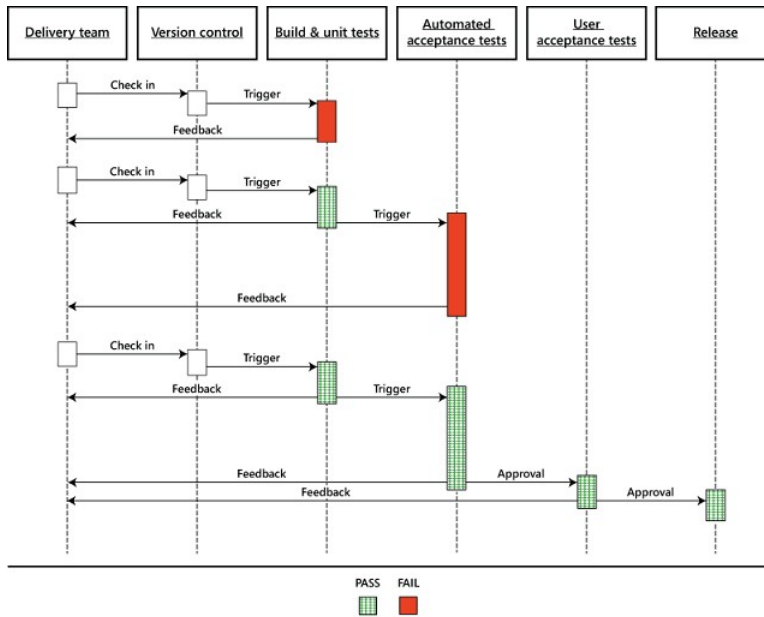 Delivery team
Version control
Build & unit tests
Automated
acceptance tests
User
acceptance tests
Release
Check in
Trigger
Feedback
Check in
Trigger
Feedback
Trigger
Feedback
Check in
Trigger
Feedback
Trigger
Feedback
Approval
Feedback
Approval
PASS
FAIL